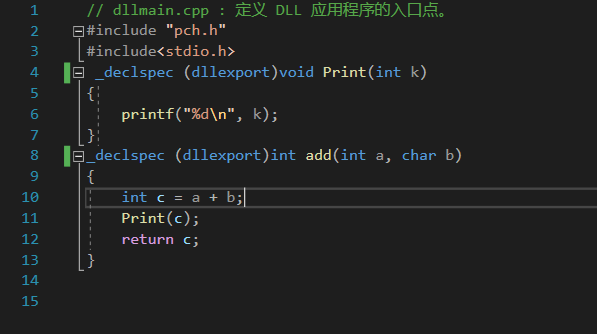 1 // dllmain.cpp : 定义 DLL 应用程序的入口点。
2 #include "pch.h"
3 #include<stdio.h>
4 _declspec (dllexport)void Print(int k)
5 {
6 printf("%d\n", k);
7 }
8 _declspec (dllexport)int add(int a, char b)
9 {
10 int c = a + b;
11 Print(c);
12 return c;
13 }
14
15